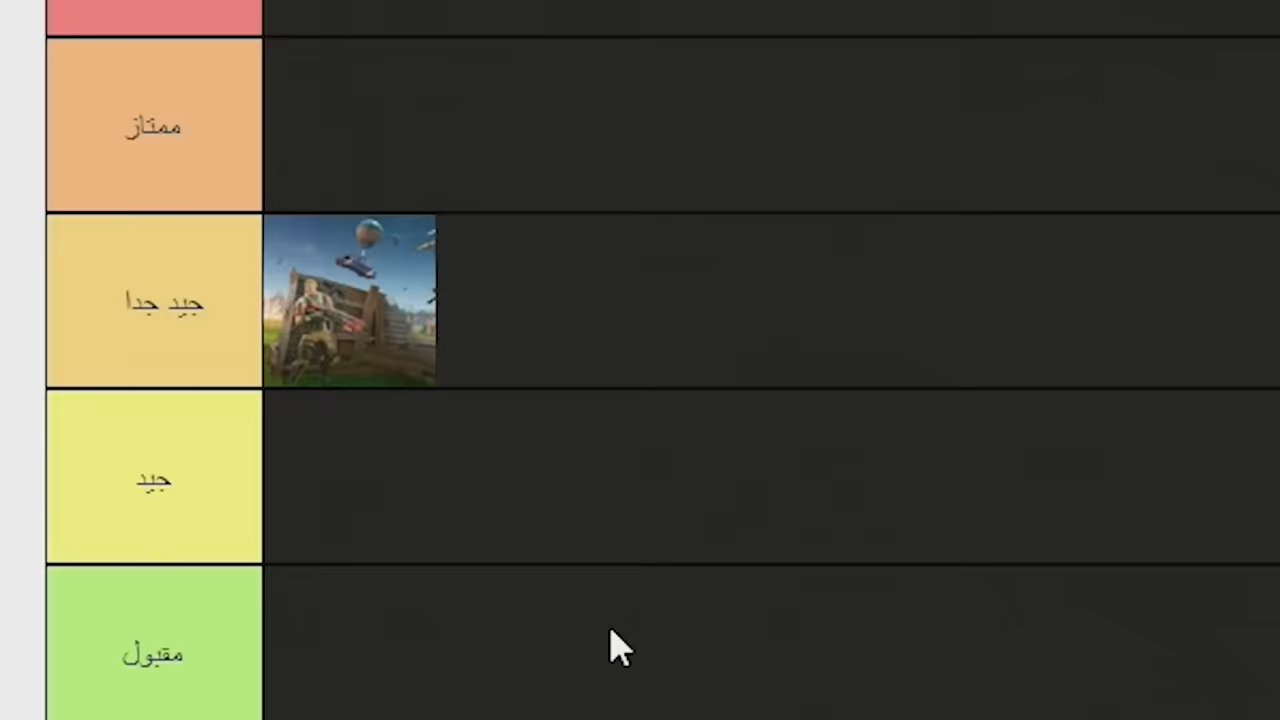 ممتاز
جيد جدا
جيد
مقبول